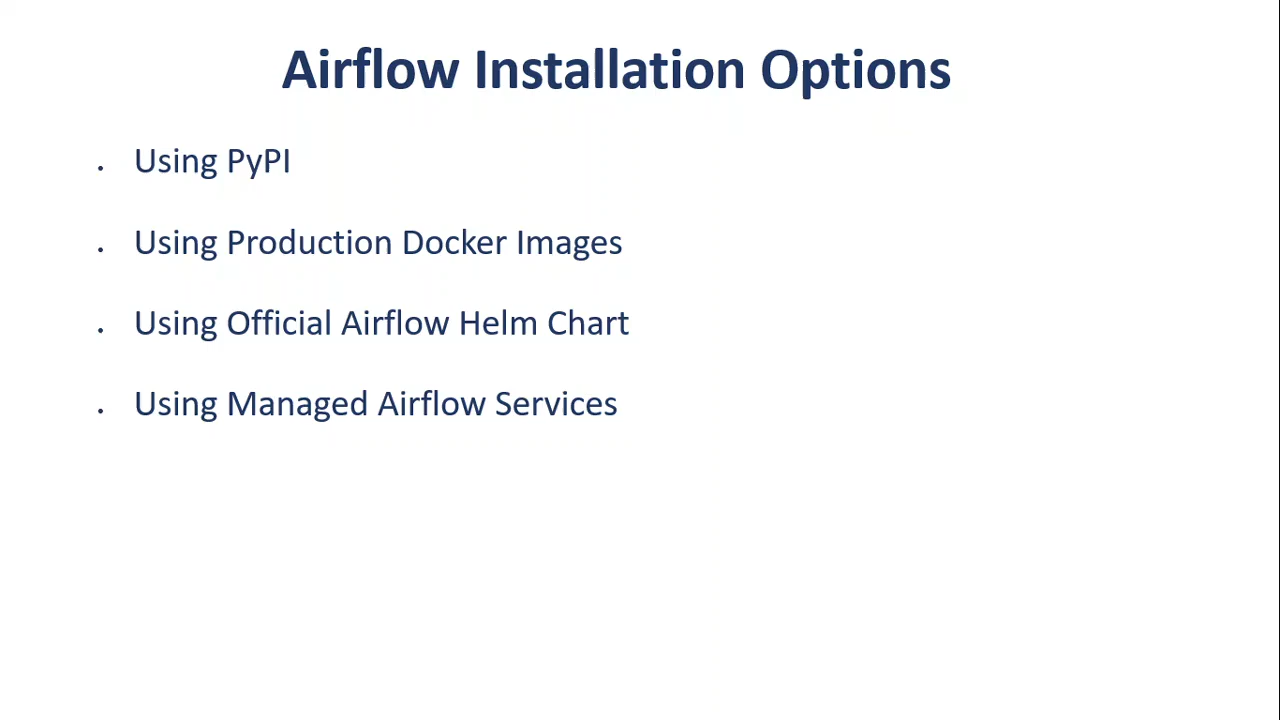 Airflow Installation Options
. Using PyPI
. Using Production Docker Images
. Using Official Airflow Helm Chart
. Using Managed Airflow Services